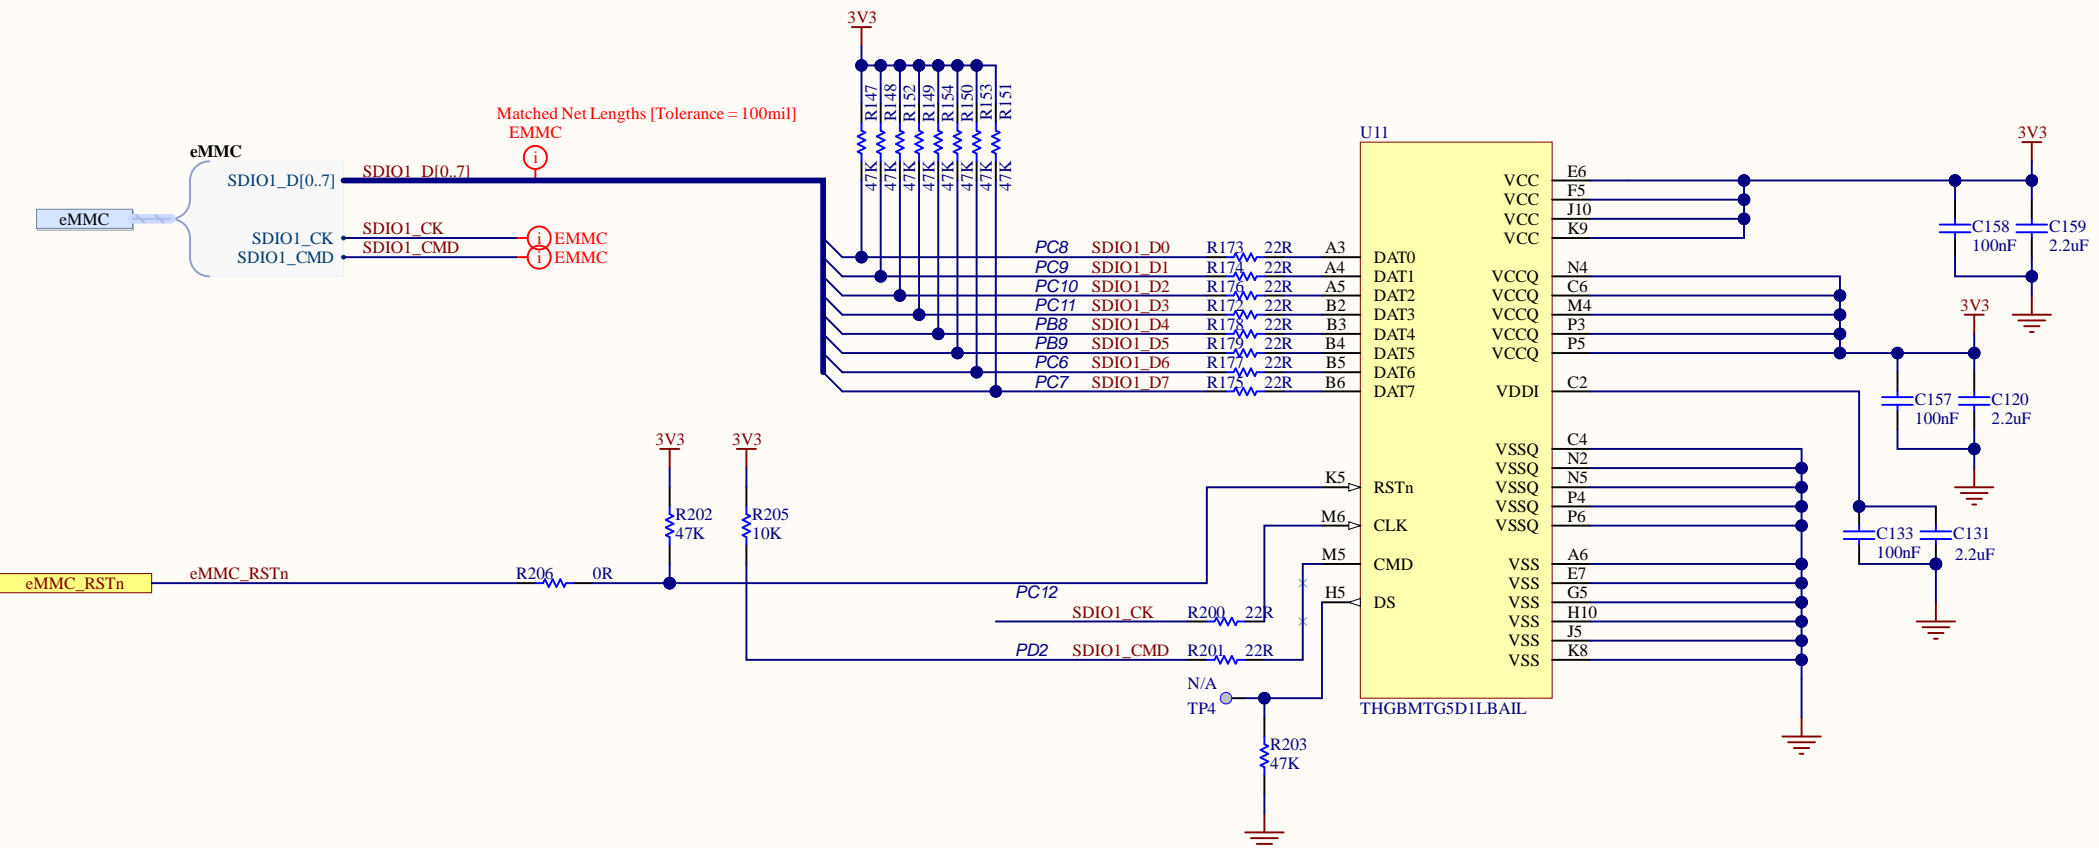 3V3
R147
R148
R152
R149
R154
R150
R153
R151
47K
47K
47K
47K
47K
47K
47K
47K
Matched Net Lengths [Tolerance = 100mil]
EMMC
i
eMMC
eMMC
SDIO1_D[0..7]
SDIO1_D[0..7]
SDIO1_CK
SDIO1_CK
i EMMC
SDIO1_CMD
SDIO1_CMD
i EMMC
PC8 SDIO1_D0 R173 22R A3 DAT0
PC9 SDIO1_D1 R174 22R A4 DAT1
PC10 SDIO1_D2 R176 22R A5 DAT2
PC11 SDIO1_D3 R172 22R B2 DAT3
PB8 SDIO1_D4 R178 22R B3 DAT4
PB9 SDIO1_D5 R179 22R B4 DAT5
PC6 SDIO1_D6 R177 22R B5 DAT6
PC7 SDIO1_D7 R175 22R B6 DAT7
U11
VCC E6
VCC F5
VCC J10
VCC K9
VCCQ N4
VCCQ C6
VCCQ M4
VCCQ P3
VCCQ P5
VDDI C2
VSSQ C4
VSSQ N2
VSSQ N5
VSSQ P4
VSSQ P6
VSS A6
VSS E7
VSS G5
VSS H10
VSS J5
VSS K8
K5 RSTn
M6 CLK
M5 CMD
H5 DS
THGBMTG5D1LBAIL
3V3
C158
100nF
C159
2.2uF
3V3
C157
100nF
C120
2.2uF
C133
100nF
C131
2.2uF
3V3
3V3
R202
47K
R205
10K
eMMC_RSTn
eMMC_RSTn
R206 0R
PC12
SDIO1_CK R200 22R
PD2 SDIO1_CMD R201 22R
N/A
TP4
R203
47K